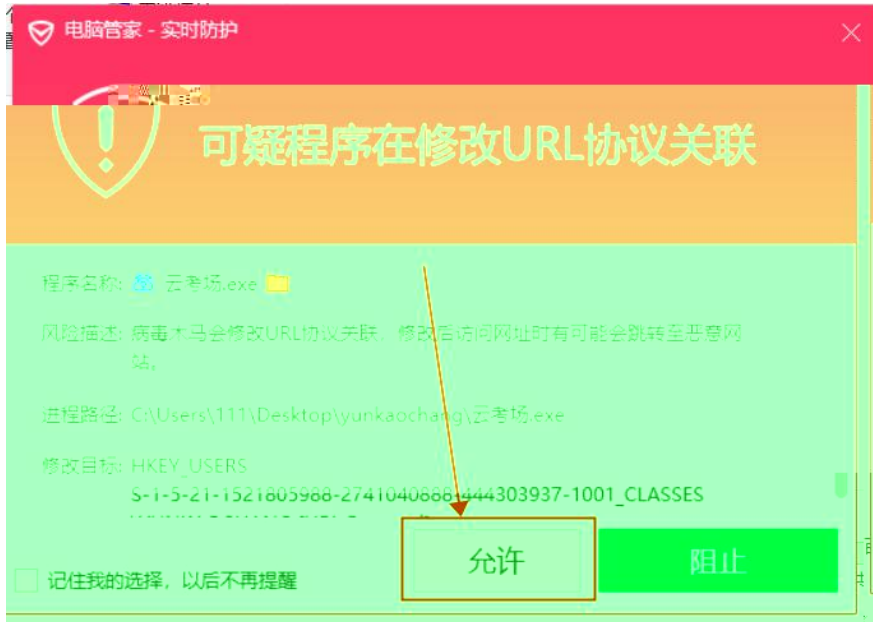 电脑管家 - 实时防护
可疑程序在修改URL协议关联
程序名称: 云考场.exe
风险描述: 病毒木马会修改URL协议关联，修改后访问网址时有可能会跳转至恶意网
站。
进程路径: C:\Users\111\Desktop\yunkaochang\云考场.exe
修改目标: HKEY_USERS
S-1-5-21-1521805988-2741040888-444303937-1001_CLASSES
允许
阻止
记住我的选择，以后不再提醒